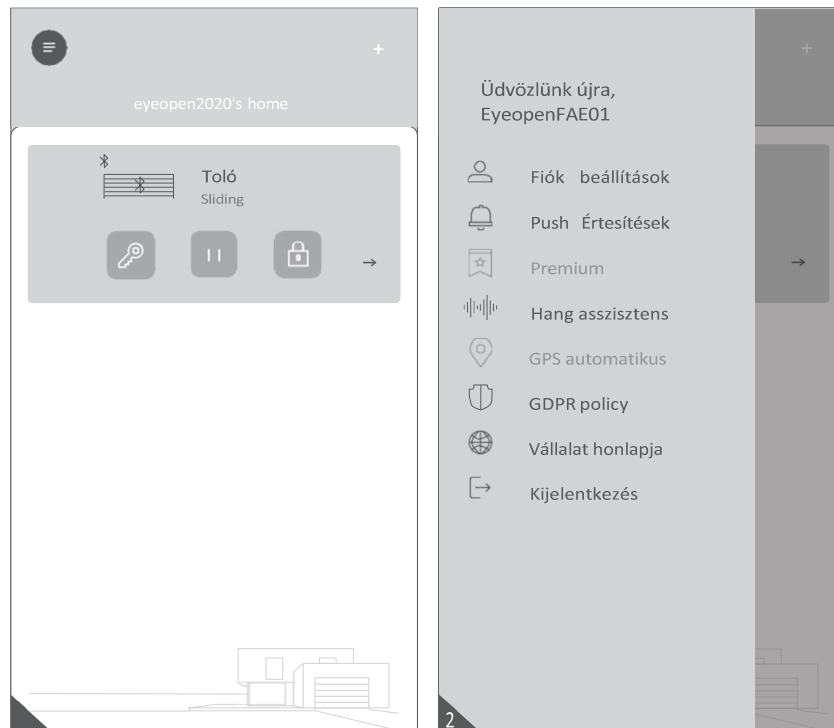 eyeopen2020's home
Toló
Sliding
Üdvözlünk újra,
EyeopenFAE01
Fiók beállítások
Push Értesítések
Premium
Hang asszisztens
GPS automatikus
GDPR policy
Vállalat honlapja
Kijelentkezés
2